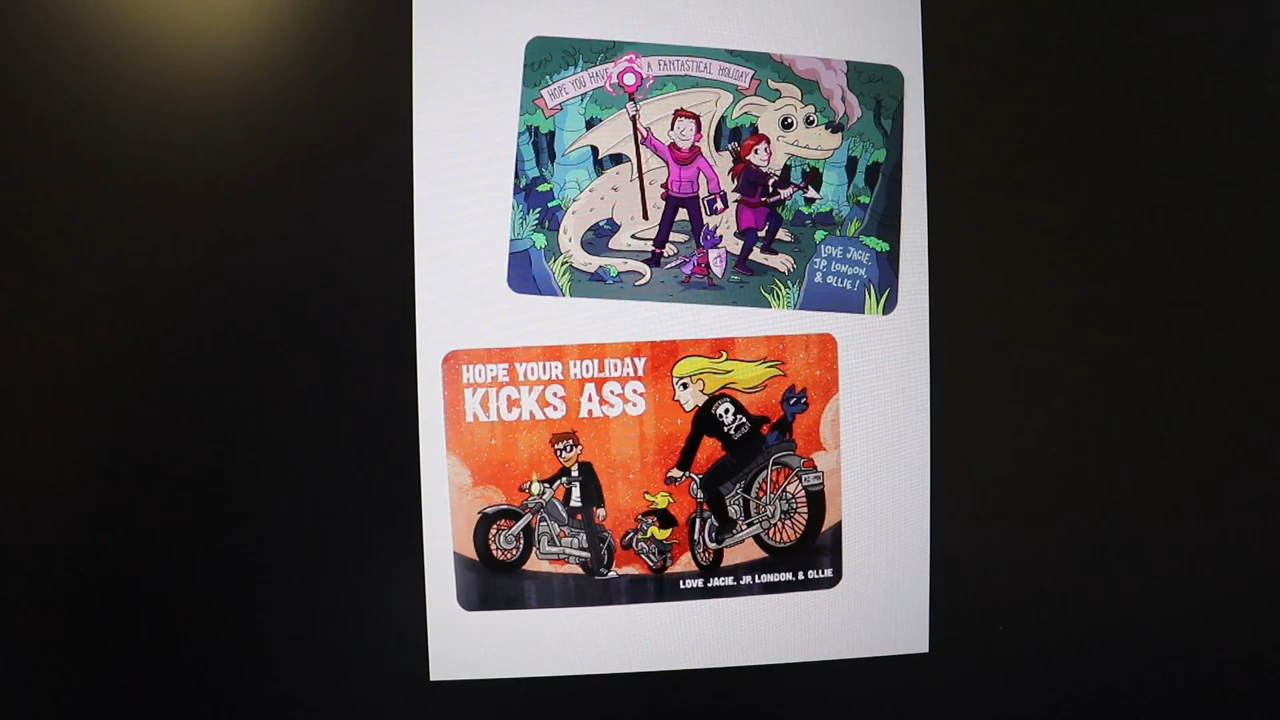 HOPE YOU HAVE A FANTASTICAL HOLIDAY
LOVE JACIE,
JP, LONDON,
& OLLIE!
HOPE YOUR HOLIDAY
KICKS ASS
LOVE JACIE, JP, LONDON, & OLLIE